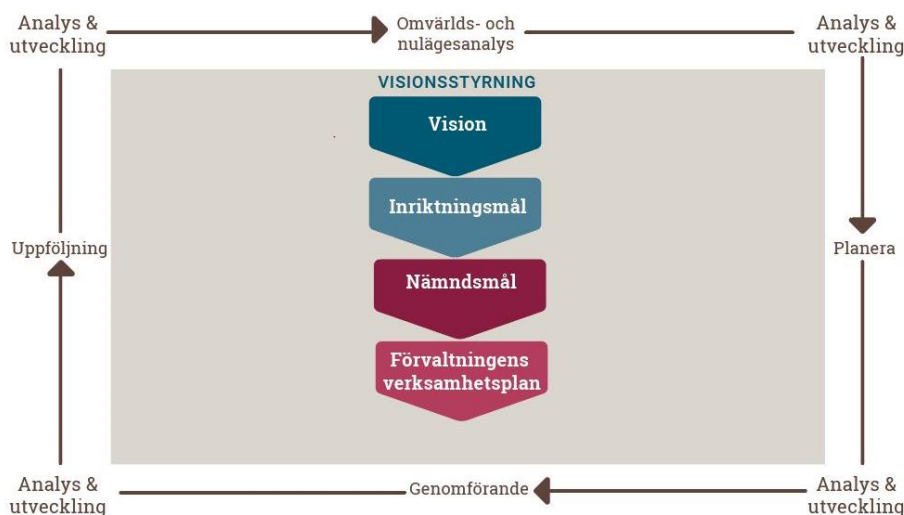 Analys &
utveckling
Omvärlds- och
nulägesanalys
Analys &
utveckling
VISIONSSTYRNING
Vision
Inriktningsmål
Uppföljning
Planera
Nämndsmål
Förvaltningens
verksamhetsplan
Analys &
utveckling
Genomförande
Analys &
utveckling